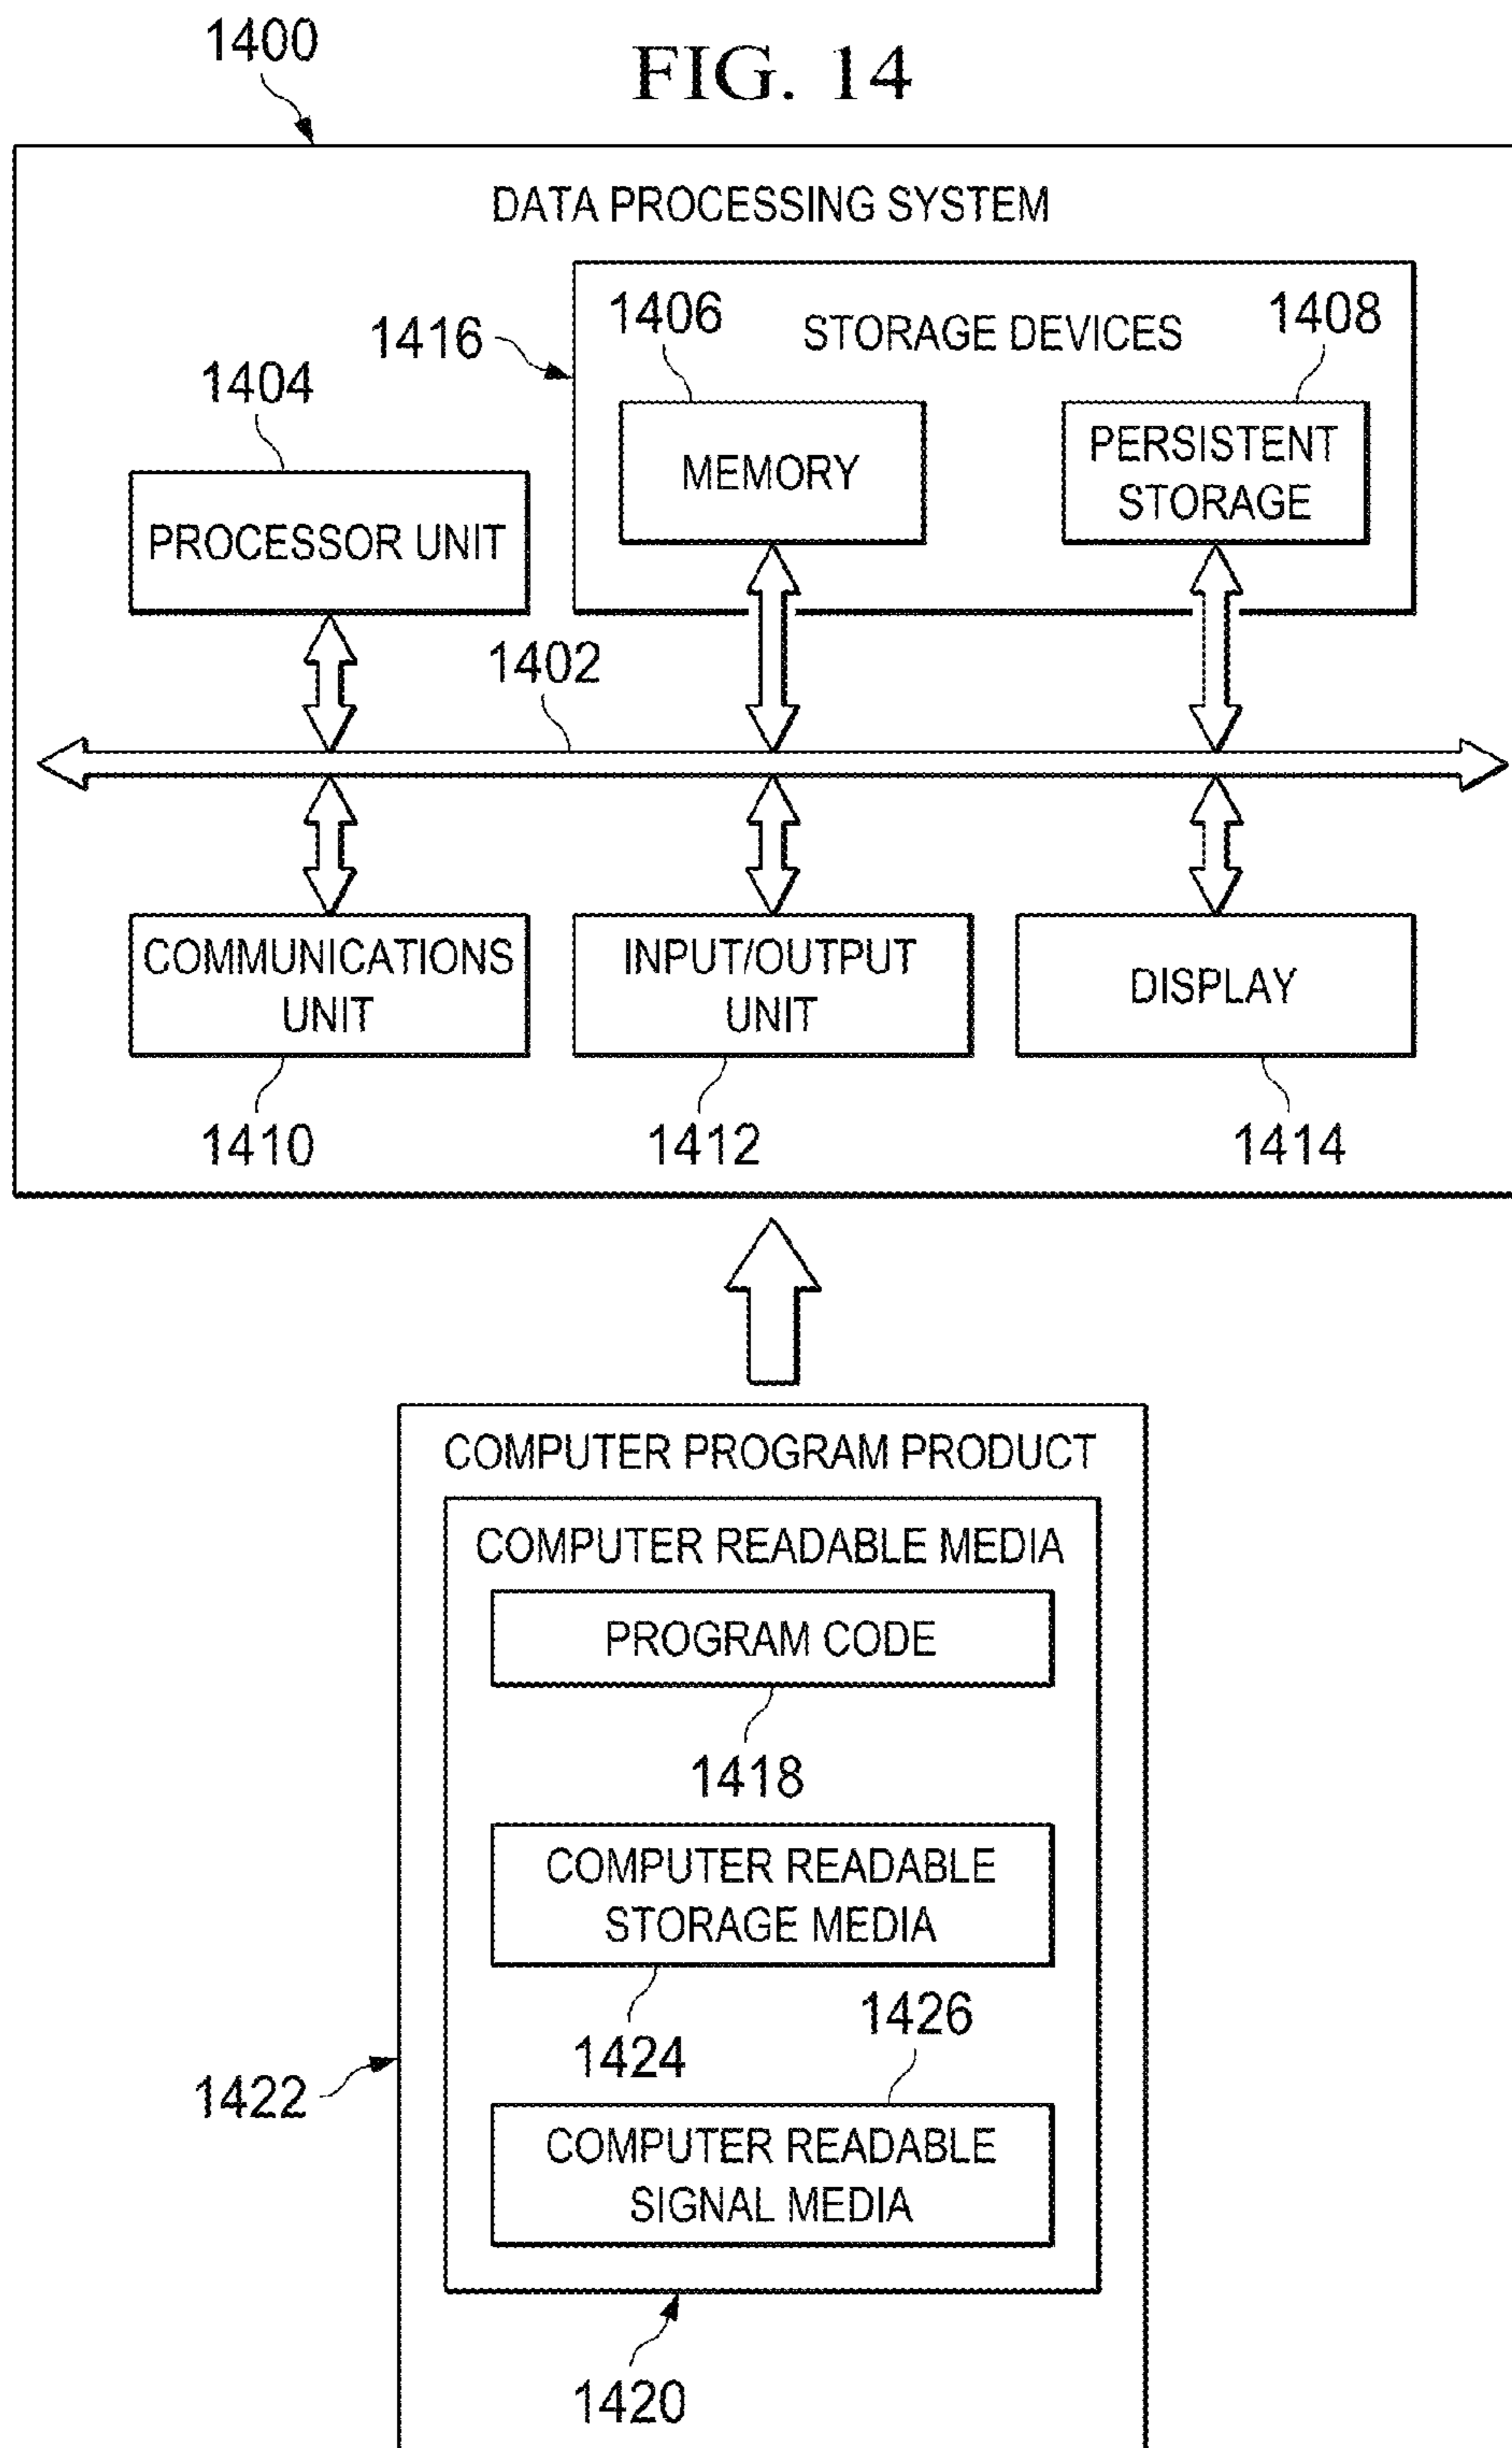 1400
FIG. 14
DATA PROCESSING SYSTEM
1416
1406
STORAGE DEVICES
1408
1404
MEMORY
PERSISTENT
STORAGE
PROCESSOR UNIT
1402
COMMUNICATIONS
UNIT
INPUT/OUTPUT
UNIT
DISPLAY
1410
1412
1414
COMPUTER PROGRAM PRODUCT
COMPUTER READABLE MEDIA
PROGRAM CODE
1418
COMPUTER READABLE
STORAGE MEDIA
1424
1426
1422
COMPUTER READABLE
SIGNAL MEDIA
1420